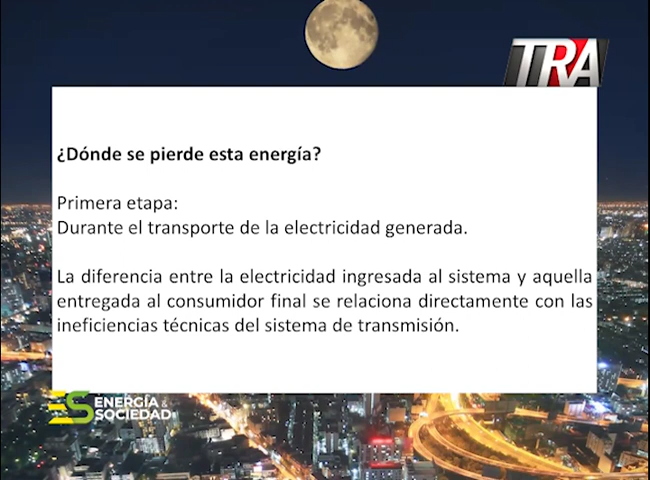 TRA
¿Dónde se pierde esta energía?
Primera etapa:
Durante el transporte de la electricidad generada.
La diferencia entre la electricidad ingresada al sistema y aquella
entregada al consumidor final se relaciona directamente con las
ineficiencias técnicas del sistema de transmisión.
ES
ENERGÍA &
SOCIEDAD